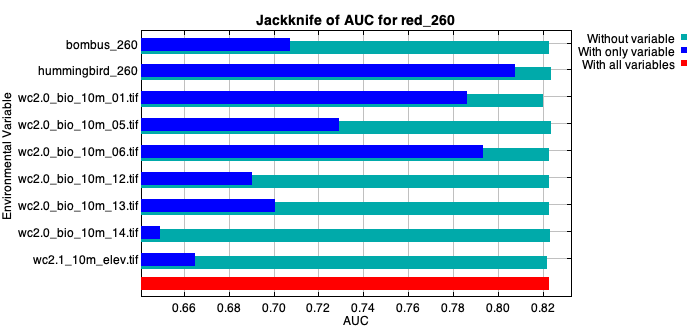 Jackknife of AUC for red_260
Without variable
With only variable
With all variables
Environmental Variable
bombus_260
hummingbird_260
wc2.0_bio_10m_01.tif
wc2.0_bio_10m_05.tif
wc2.0_bio_10m_06.tif
wc2.0_bio_10m_12.tif
wc2.0_bio_10m_13.tif
wc2.0_bio_10m_14.tif
wc2.1_10m_elev.tif
0.66 0.68 0.70 0.72 0.74 0.76 0.78 0.80 0.82
AUC